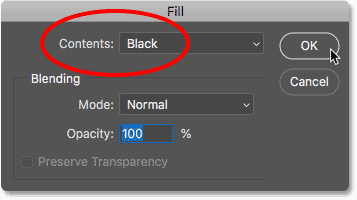 Fill
Contents: Black
OK
Cancel
Blending
Mode: Normal
Opacity: 100 %
Preserve Transparency